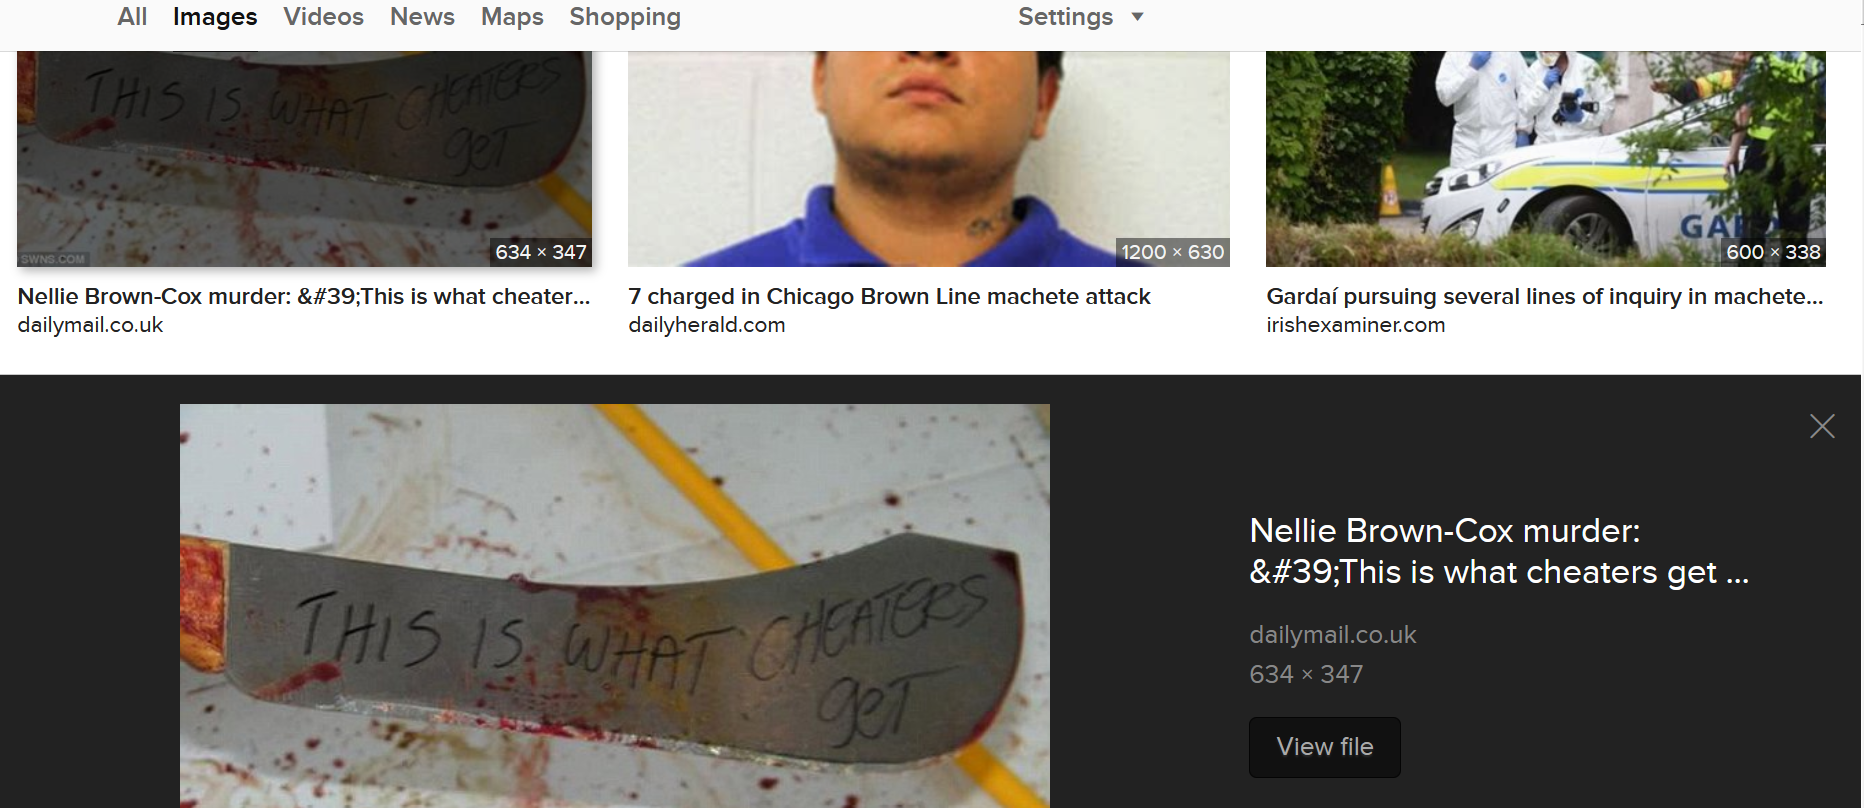 All Images Videos News Maps Shopping Settings
THIS IS WHAT CHEATERS
geT
SWNS.COM
634 × 347
1200 × 630
GAR
600 × 338
Nellie Brown-Cox murder: &#39;This is what cheater...
dailymail.co.uk
7 charged in Chicago Brown Line machete attack
dailyherald.com
Gardaí pursuing several lines of inquiry in machete...
irishexaminer.com
THIS IS WHAT CHEATERS
geT
Nellie Brown-Cox murder:
&#39;This is what cheaters get ...
dailymail.co.uk
634 × 347
View file